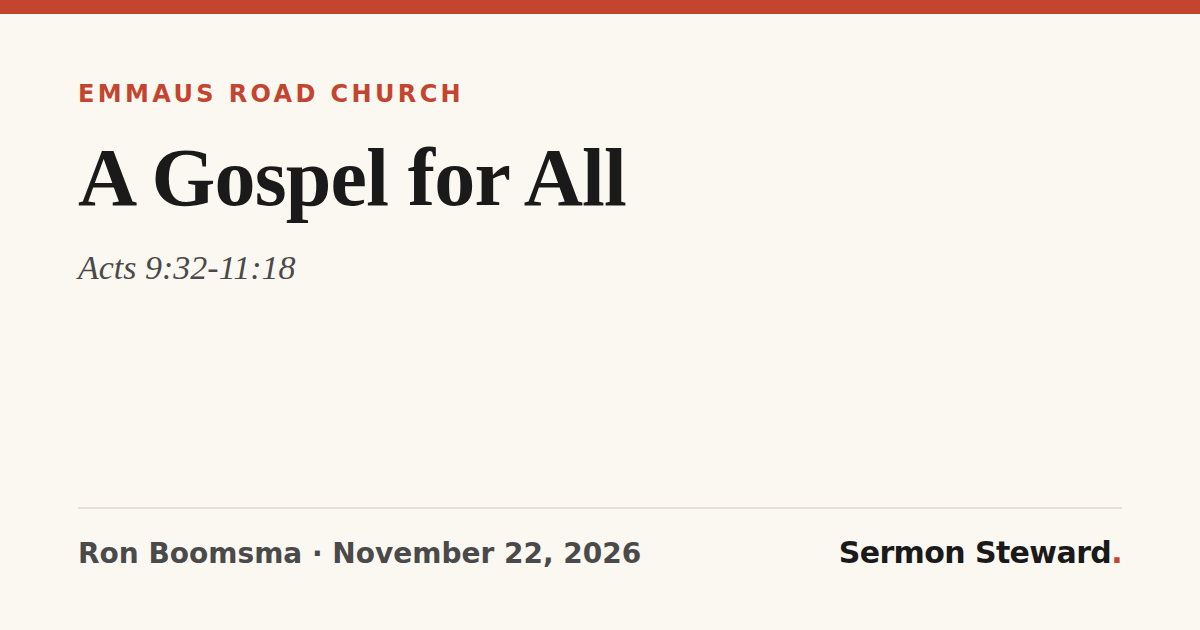 EMMAUS ROAD CHURCH
A Gospel for All
Acts 9:32-11:18
Ron Boomsma · November 22, 2026
Sermon Steward.